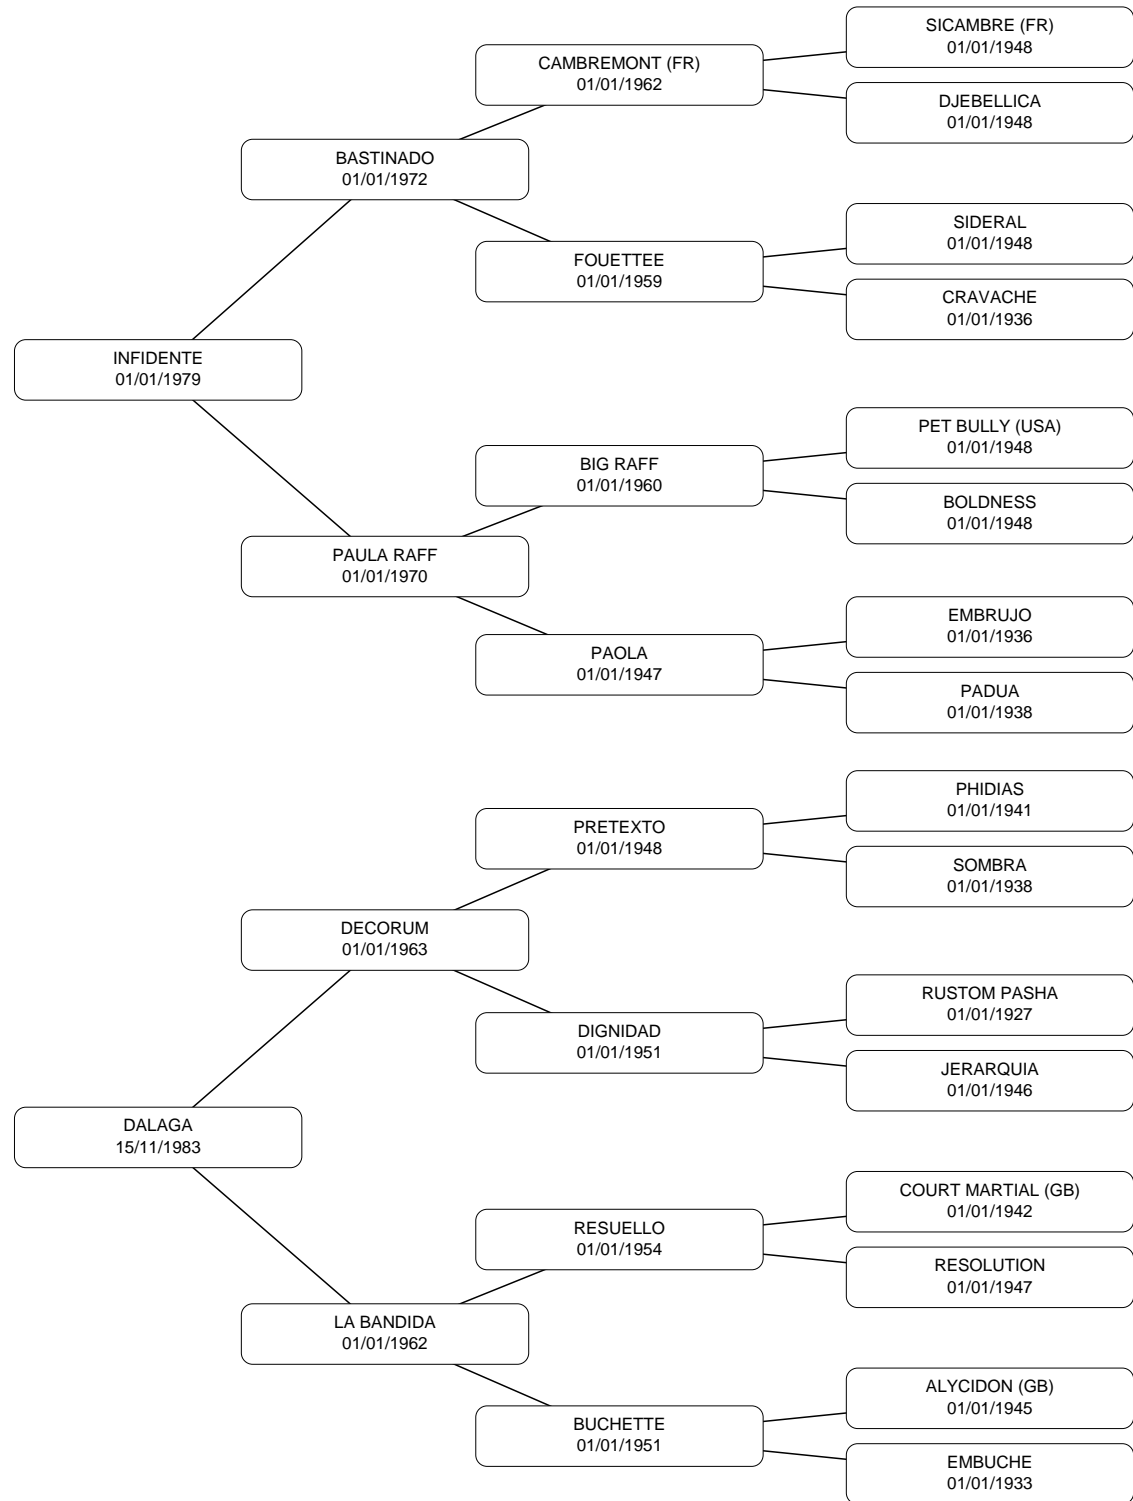 SICAMBRE (FR)
01/01/1948
CAMBREMONT (FR)
01/01/1962
DJEBELLICA
01/01/1948
BASTINADO
01/01/1972
SIDERAL
01/01/1948
FOUETTEE
01/01/1959
CRAVACHE
01/01/1936
INFIDENTE
01/01/1979
PET BULLY (USA)
01/01/1948
BIG RAFF
01/01/1960
BOLDNESS
01/01/1948
PAULA RAFF
01/01/1970
EMBRUJO
01/01/1936
PAOLA
01/01/1947
PADUA
01/01/1938
PHIDIAS
01/01/1941
PRETEXTO
01/01/1948
SOMBRA
01/01/1938
DECORUM
01/01/1963
RUSTOM PASHA
01/01/1927
DIGNIDAD
01/01/1951
JERARQUIA
01/01/1946
DALAGA
15/11/1983
COURT MARTIAL (GB)
01/01/1942
RESUELLO
01/01/1954
RESOLUTION
01/01/1947
LA BANDIDA
01/01/1962
ALYCIDON (GB)
01/01/1945
BUCHETTE
01/01/1951
EMBUCHE
01/01/1933